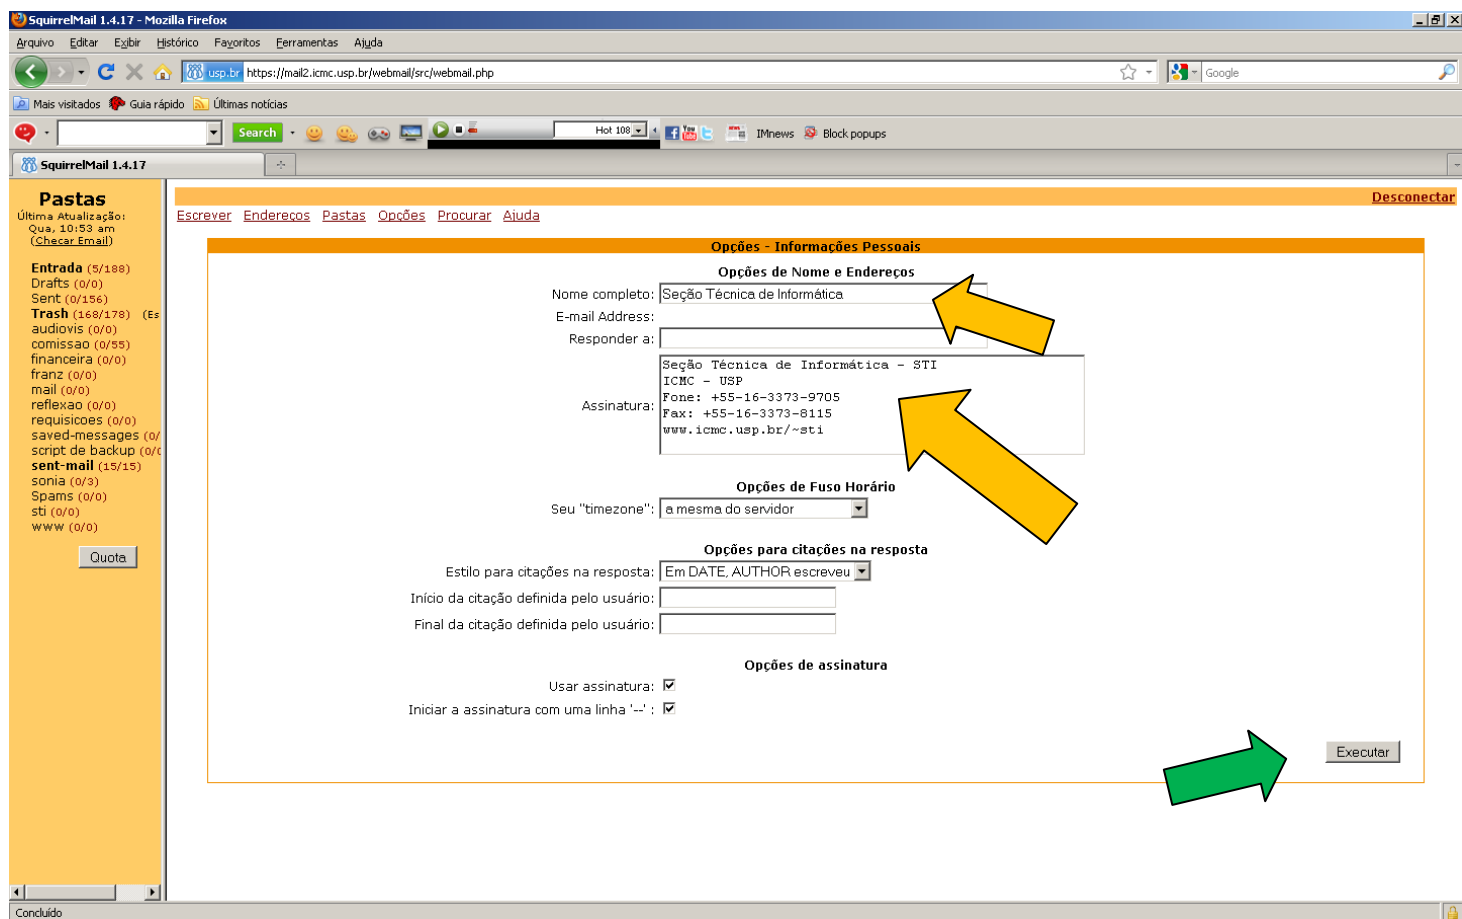 SquirrelMail 1.4.17 - Mozilla Firefox
Arquivo Editar Exibir Histórico Favoritos Ferramentas Ajuda
usp.br https://mail2.icmc.usp.br/webmail/src/webmail.php
Google
Mais visitados Guia rápido Últimas notícias
Search Hot 108 You IMnews Block popups
SquirrelMail 1.4.17
Pastas
Última Atualização:
Qua, 10:53 am
(Checar Email)
Entrada (5/188)
Drafts (0/0)
Sent (0/156)
Trash (168/178) (Es
audiovis (0/0)
comissao (0/55)
financeira (0/0)
franz (0/0)
mail (0/0)
reflexao (0/0)
requisicoes (0/0)
saved-messages (0/
script de backup (0/0
sent-mail (15/15)
sonia (0/3)
Spams (0/0)
sti (0/0)
www (0/0)
Quota
Desconectar
Escrever Endereços Pastas Opções Procurar Ajuda
Opções - Informações Pessoais
Opções de Nome e Endereços
Nome completo: Seção Técnica de Informática
E-mail Address:
Responder a:
Assinatura:
Seção Técnica de Informática - STI
ICMC - USP
Fone: +55-16-3373-9705
Fax: +55-16-3373-8115
www.icmc.usp.br/~sti
Opções de Fuso Horário
Seu "timezone": a mesma do servidor
Opções para citações na resposta
Estilo para citações na resposta: Em DATE, AUTHOR escreveu
Início da citação definida pelo usuário:
Final da citação definida pelo usuário:
Opções de assinatura
Usar assinatura:
Iniciar a assinatura com uma linha '--' :
Executar
Concluído